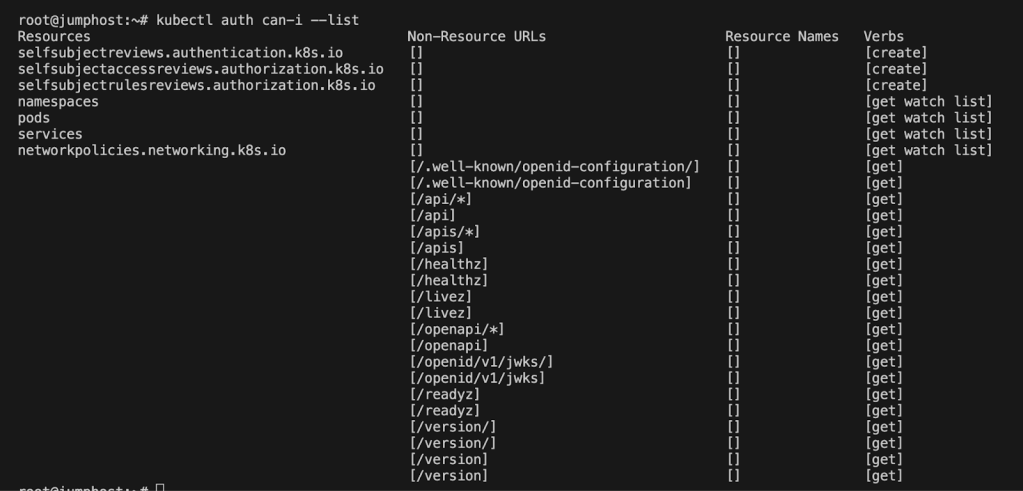 root@jumphost:~# kubectl auth can-i --list
Resources Non-Resource URLs Resource Names Verbs
selfsubjectreviews.authentication.k8s.io [] [] [create]
selfsubjectaccessreviews.authorization.k8s.io [] [] [create]
selfsubjectrulesreviews.authorization.k8s.io [] [] [create]
namespaces [] [] [get watch list]
pods [] [] [get watch list]
services [] [] [get watch list]
networkpolicies.networking.k8s.io [] [] [get watch list]
[/.well-known/openid-configuration/] [] [get]
[/.well-known/openid-configuration] [] [get]
[/api/*] [] [get]
[/api] [] [get]
[/apis/*] [] [get]
[/apis] [] [get]
[/healthz] [] [get]
[/healthz] [] [get]
[/livez] [] [get]
[/livez] [] [get]
[/openapi/*] [] [get]
[/openapi] [] [get]
[/openid/v1/jwks/] [] [get]
[/openid/v1/jwks] [] [get]
[/readyz] [] [get]
[/readyz] [] [get]
[/version/] [] [get]
[/version/] [] [get]
[/version] [] [get]
[/version] [] [get]
root@jumphost:~#